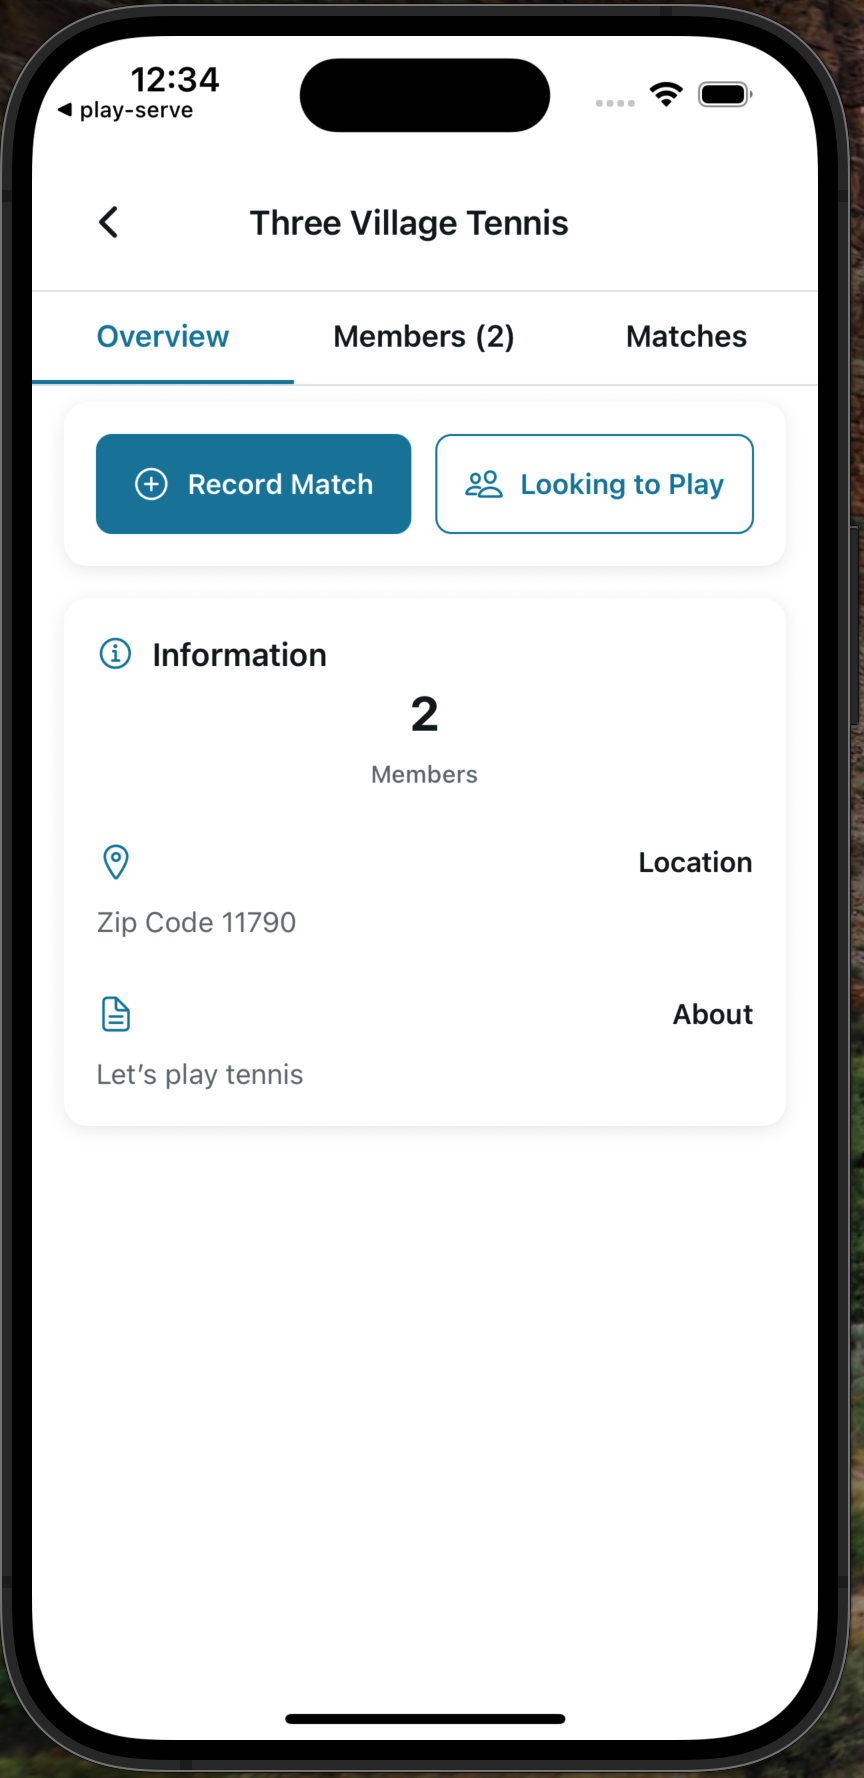 12:34
◀ play-serve
Three Village Tennis
Overview Members (2) Matches
Record Match Looking to Play
Information
2
Members
Location
Zip Code 11790
About
Let’s play tennis